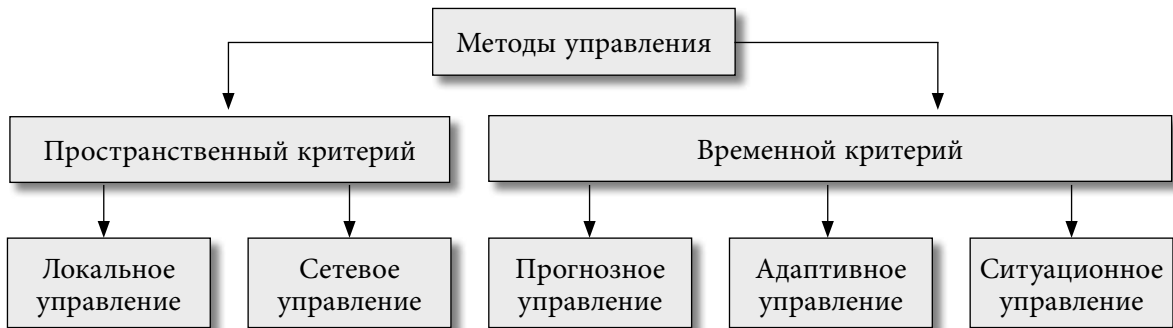 Методы управления
Пространственный критерий
Временной критерий
Локальное
управление
Сетевое
управление
Прогнозное
управление
Адаптивное
управление
Ситуационное
управление